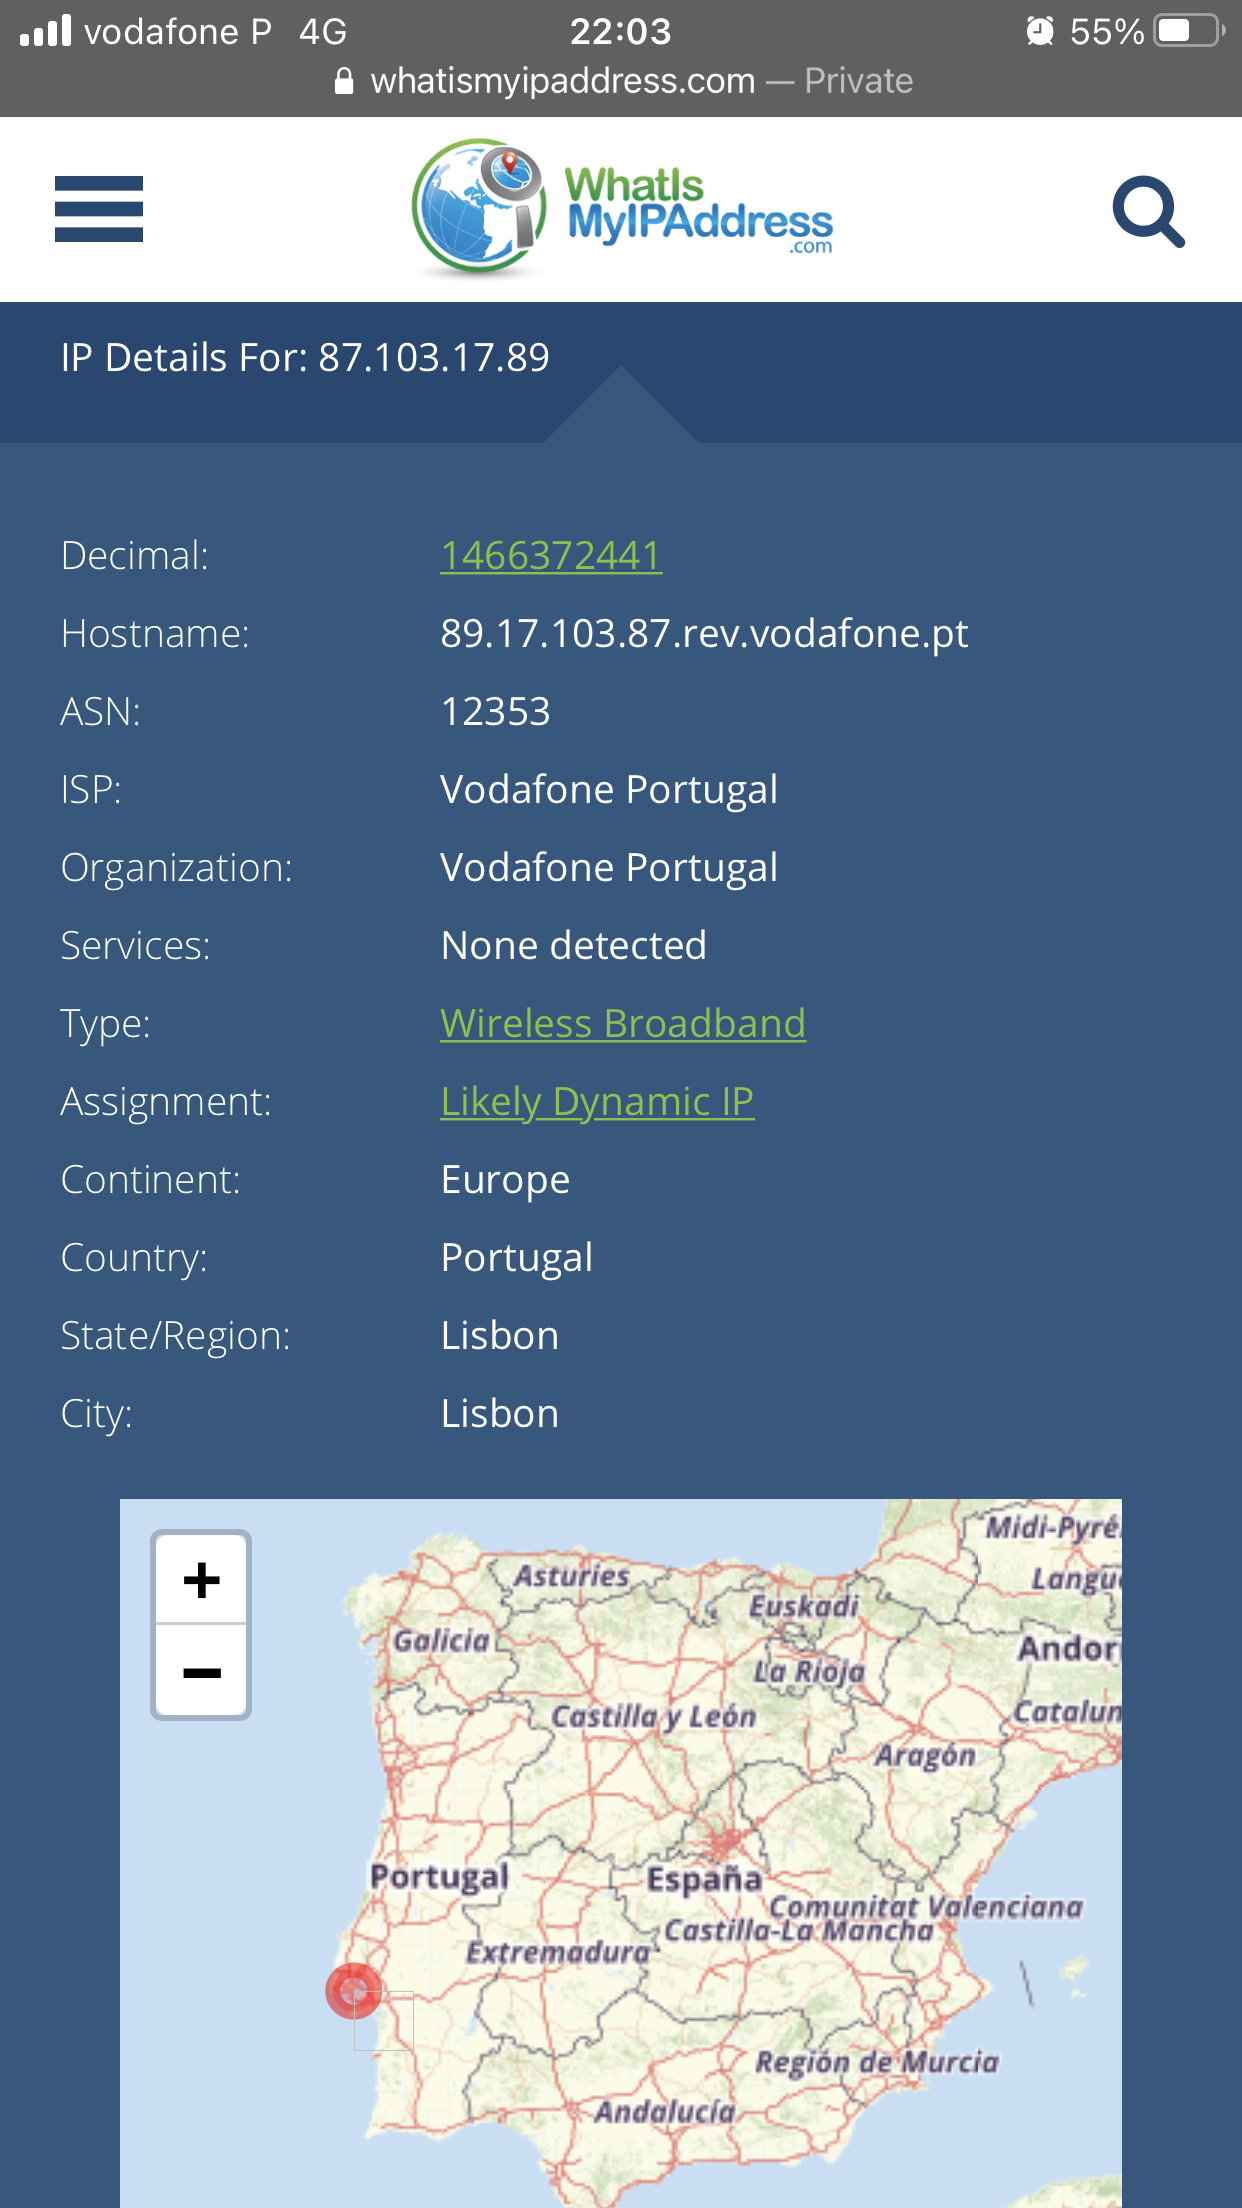 vodafone P 4G 22:03 55%
whatismyipaddress.com — Private
WhatIs
MyIPAddress
.com
IP Details For: 87.103.17.89
Decimal: 1466372441
Hostname: 89.17.103.87.rev.vodafone.pt
ASN: 12353
ISP: Vodafone Portugal
Organization: Vodafone Portugal
Services: None detected
Type: Wireless Broadband
Assignment: Likely Dynamic IP
Continent: Europe
Country: Portugal
State/Region: Lisbon
City: Lisbon
+
−
Midi-Pyré
Asturies
Langue
Euskadi
Galicia
Andor
La Rioja
Catalun
Castilla y León
Aragón
Portugal
España
Comunitat Valenciana
Castilla-La Mancha
Extremadura
Región de Murcia
Andalucía